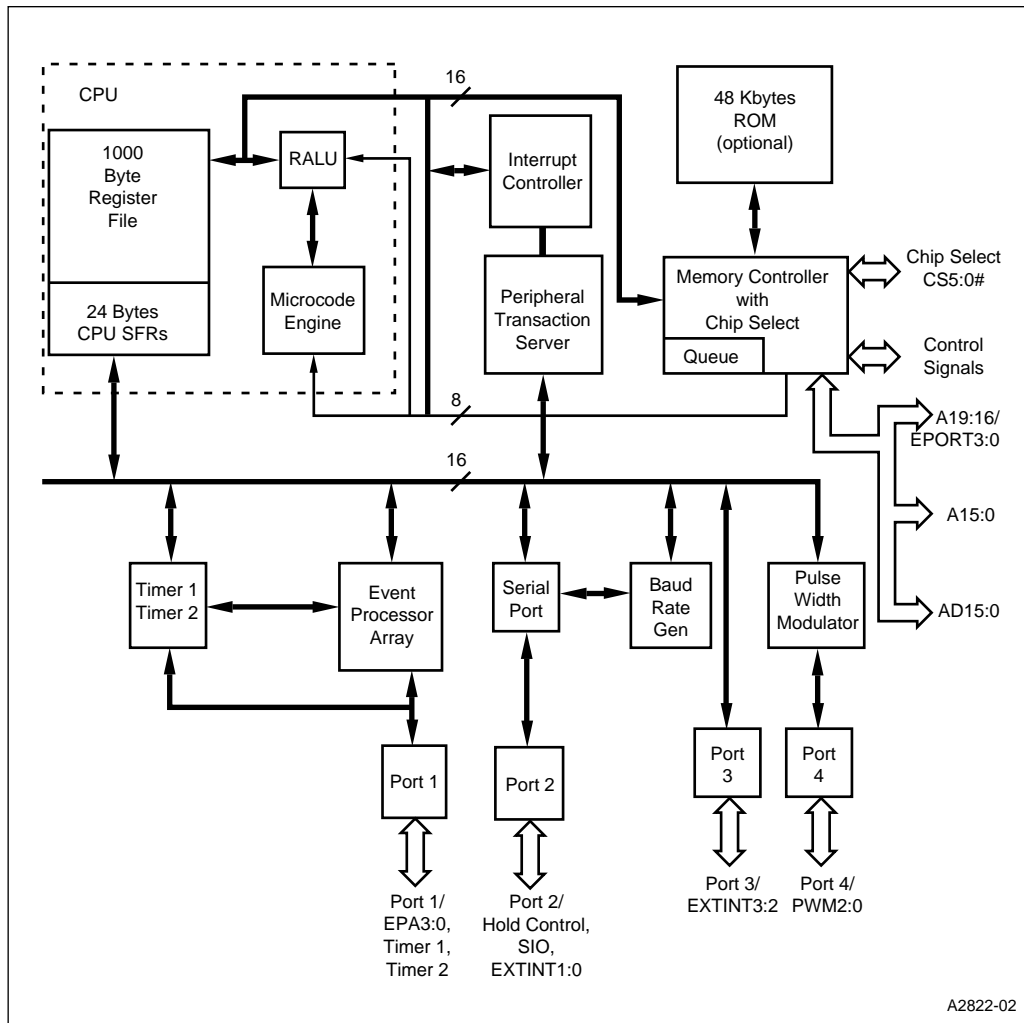 CPU
16
1000
Byte
Register
File
24 Bytes
CPU SFRs
RALU
Microcode
Engine
Interrupt
Controller
Peripheral
Transaction
Server
48 Kbytes
ROM
(optional)
Memory Controller
with
Chip Select
Queue
Chip Select
CS5:0#
Control
Signals
8
A19:16/
EPORT3:0
16
A15:0
AD15:0
Timer 1
Timer 2
Event
Processor
Array
Serial
Port
Baud
Rate
Gen
Pulse
Width
Modulator
Port 1
Port 2
Port
3
Port
4
Port 1/
EPA3:0,
Timer 1,
Timer 2
Port 2/
Hold Control,
SIO,
EXTINT1:0
Port 3/
EXTINT3:2
Port 4/
PWM2:0
A2822-02